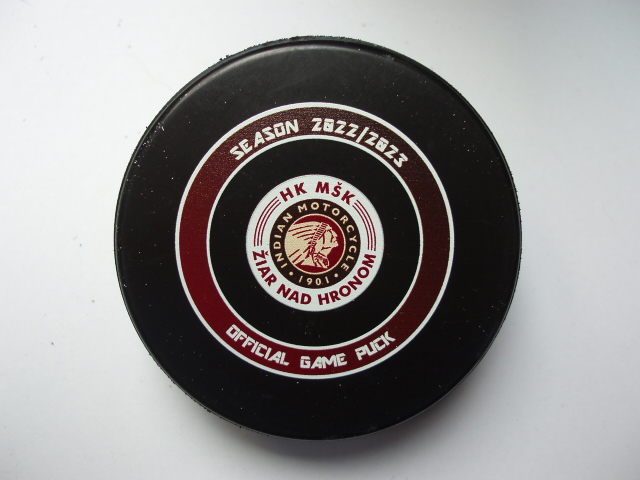 SEASON 2022/2023
HK MŠK
INDIAN MOTORCYCLE
1901
ŽIAR NAD HRONOM
OFFICIAL GAME PUCK